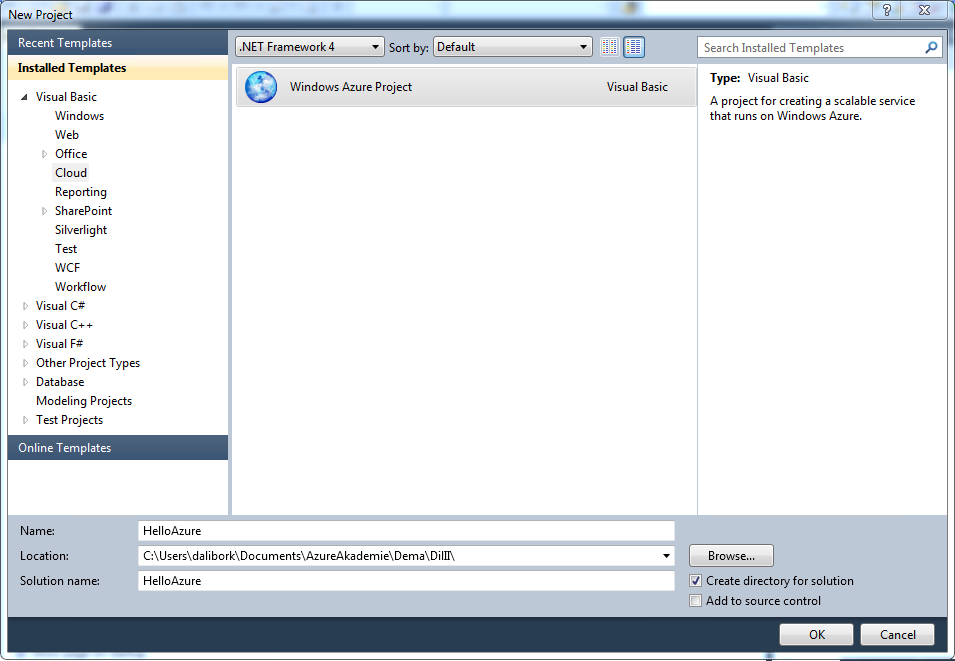 New Project
Recent Templates
Installed Templates
Visual Basic
Windows
Web
Office
Cloud
Reporting
SharePoint
Silverlight
Test
WCF
Workflow
Visual C#
Visual C++
Visual F#
Other Project Types
Database
Modeling Projects
Test Projects
Online Templates
.NET Framework 4 Sort by: Default
Windows Azure Project Visual Basic
Search Installed Templates
Type: Visual Basic
A project for creating a scalable service
that runs on Windows Azure.
Name: HelloAzure
Location: C:\Users\dalibork\Documents\AzureAkademie\Dema\DilII\ Browse...
Solution name: HelloAzure
Create directory for solution
Add to source control
OK Cancel